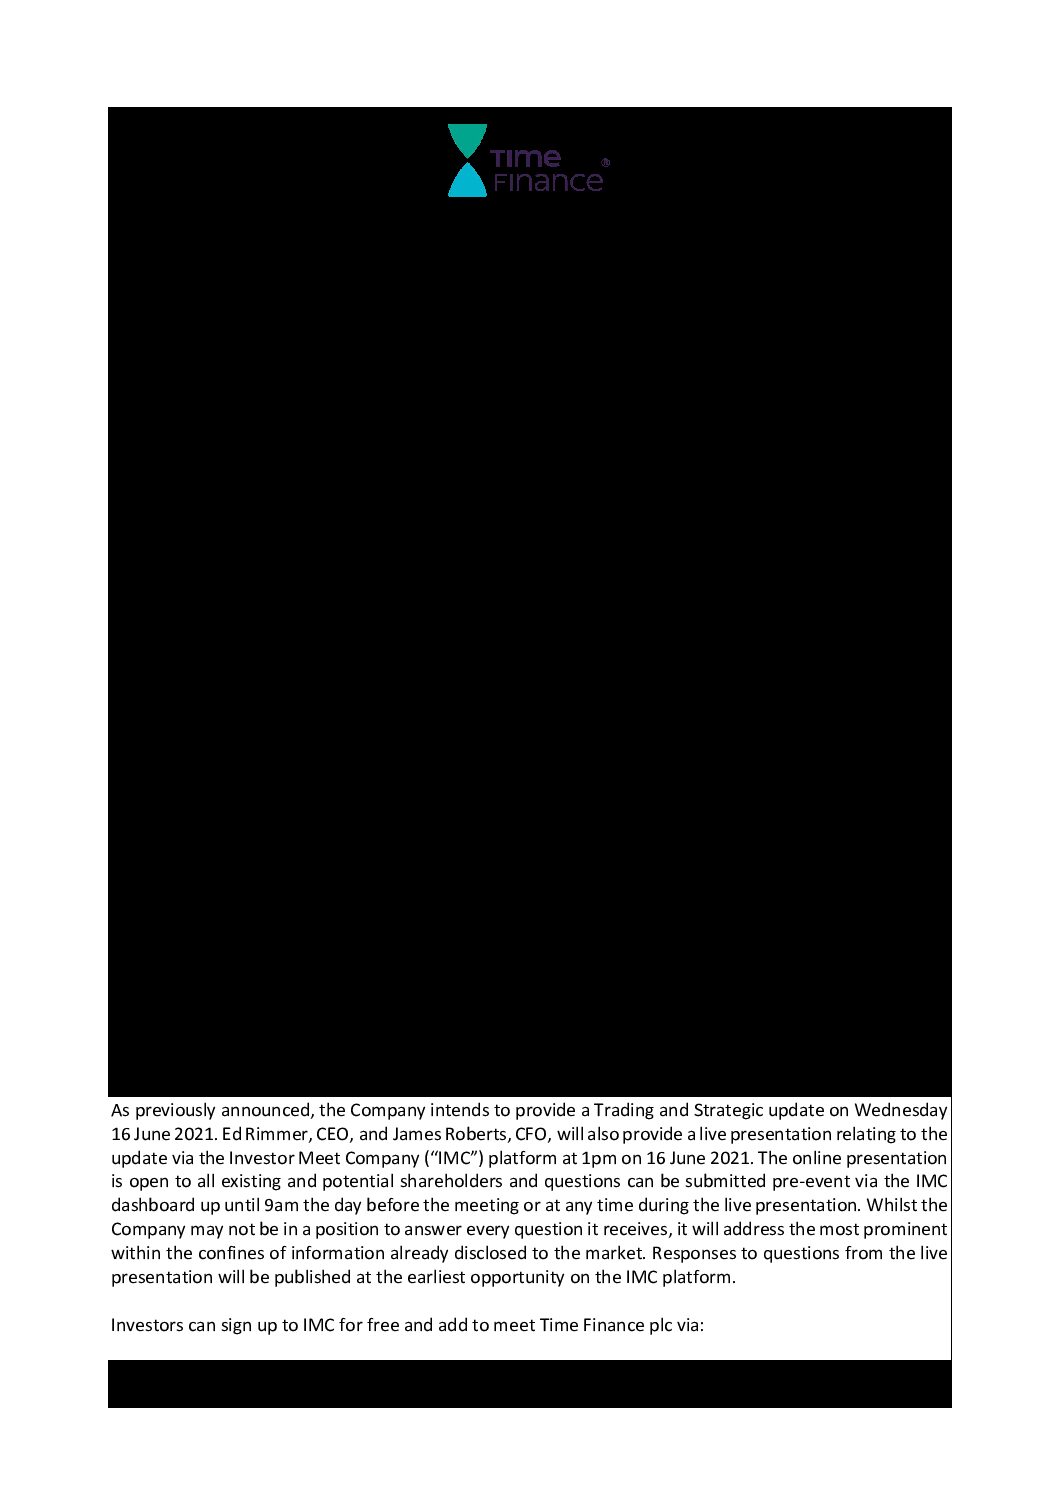 TIME
FINANCE ®
As previously announced, the Company intends to provide a Trading and Strategic update on Wednesday
16 June 2021. Ed Rimmer, CEO, and James Roberts, CFO, will also provide a live presentation relating to the
update via the Investor Meet Company (“IMC”) platform at 1pm on 16 June 2021. The online presentation
is open to all existing and potential shareholders and questions can be submitted pre-event via the IMC
dashboard up until 9am the day before the meeting or at any time during the live presentation. Whilst the
Company may not be in a position to answer every question it receives, it will address the most prominent
within the confines of information already disclosed to the market. Responses to questions from the live
presentation will be published at the earliest opportunity on the IMC platform.
Investors can sign up to IMC for free and add to meet Time Finance plc via: